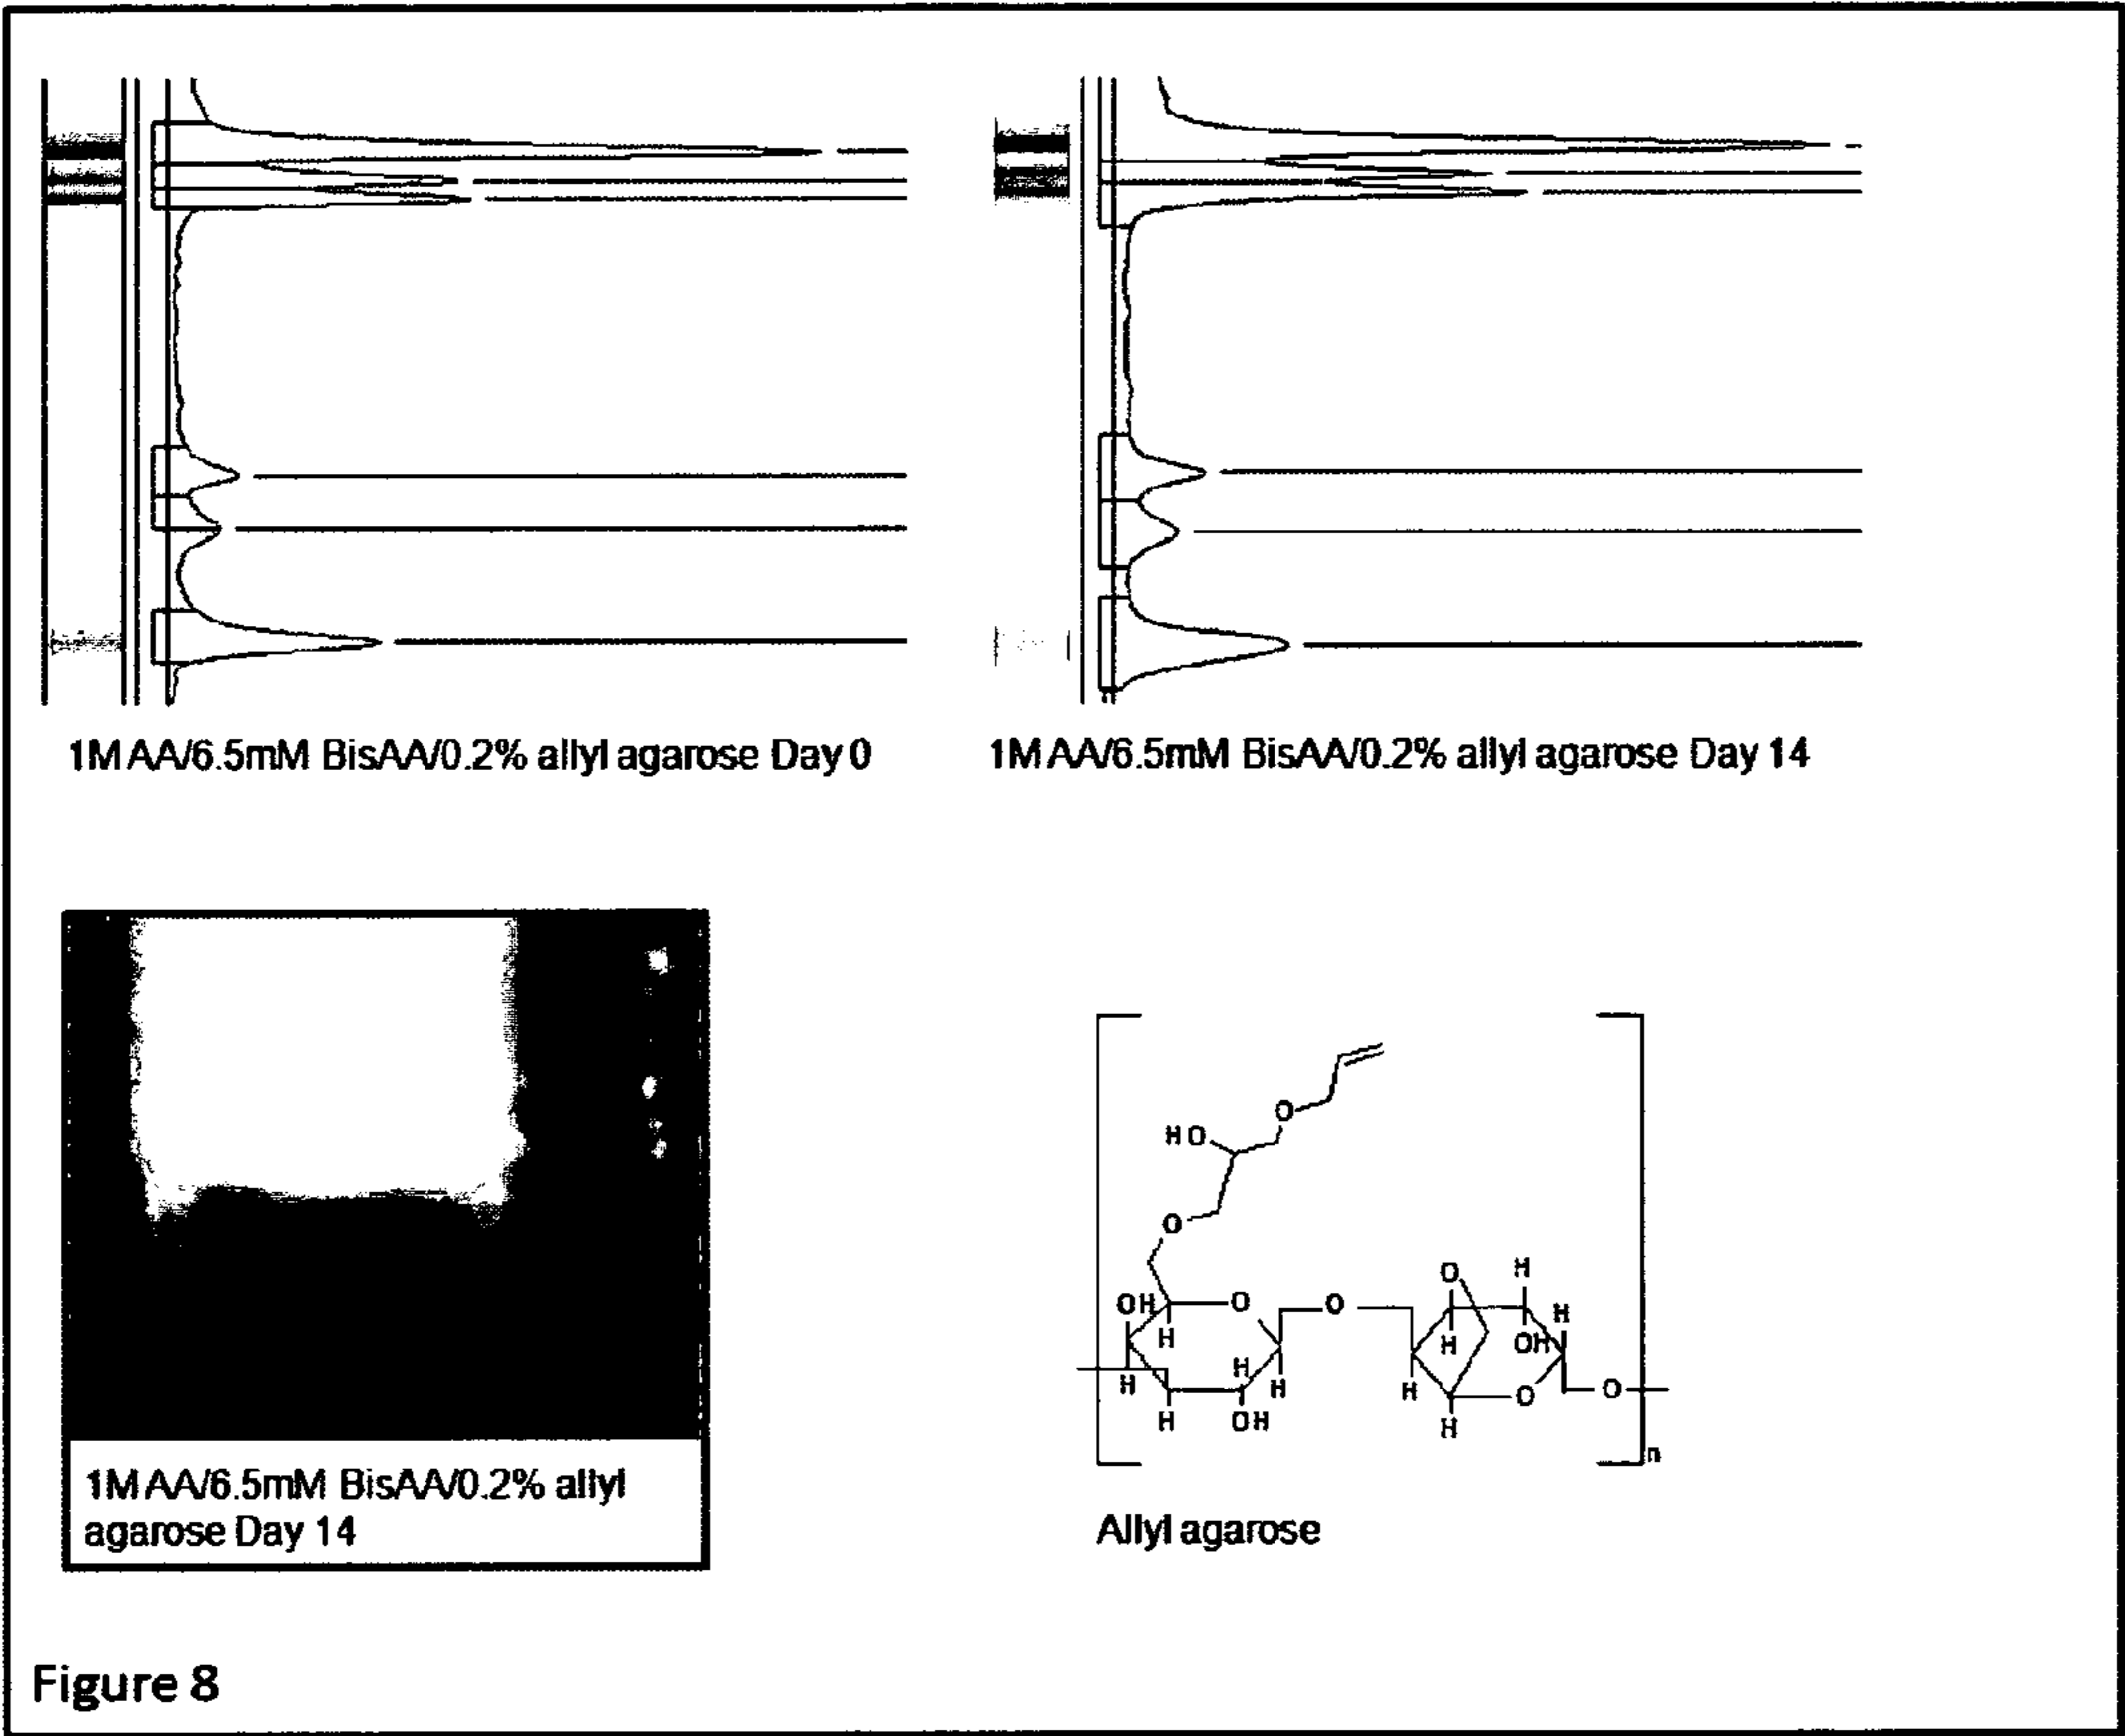 1M AA/6.5mM BisAA/0.2% allyl agarose Day 0
1M AA/6.5mM BisAA/0.2% allyl agarose Day 14
1M AA/6.5mM BisAA/0.2% allyl
agarose Day 14
O
HO
O
O
H
OH
O
O
H
H
H
OH
H
H
H
H
O
O
H
OH
H
n
Allyl agarose
Figure 8